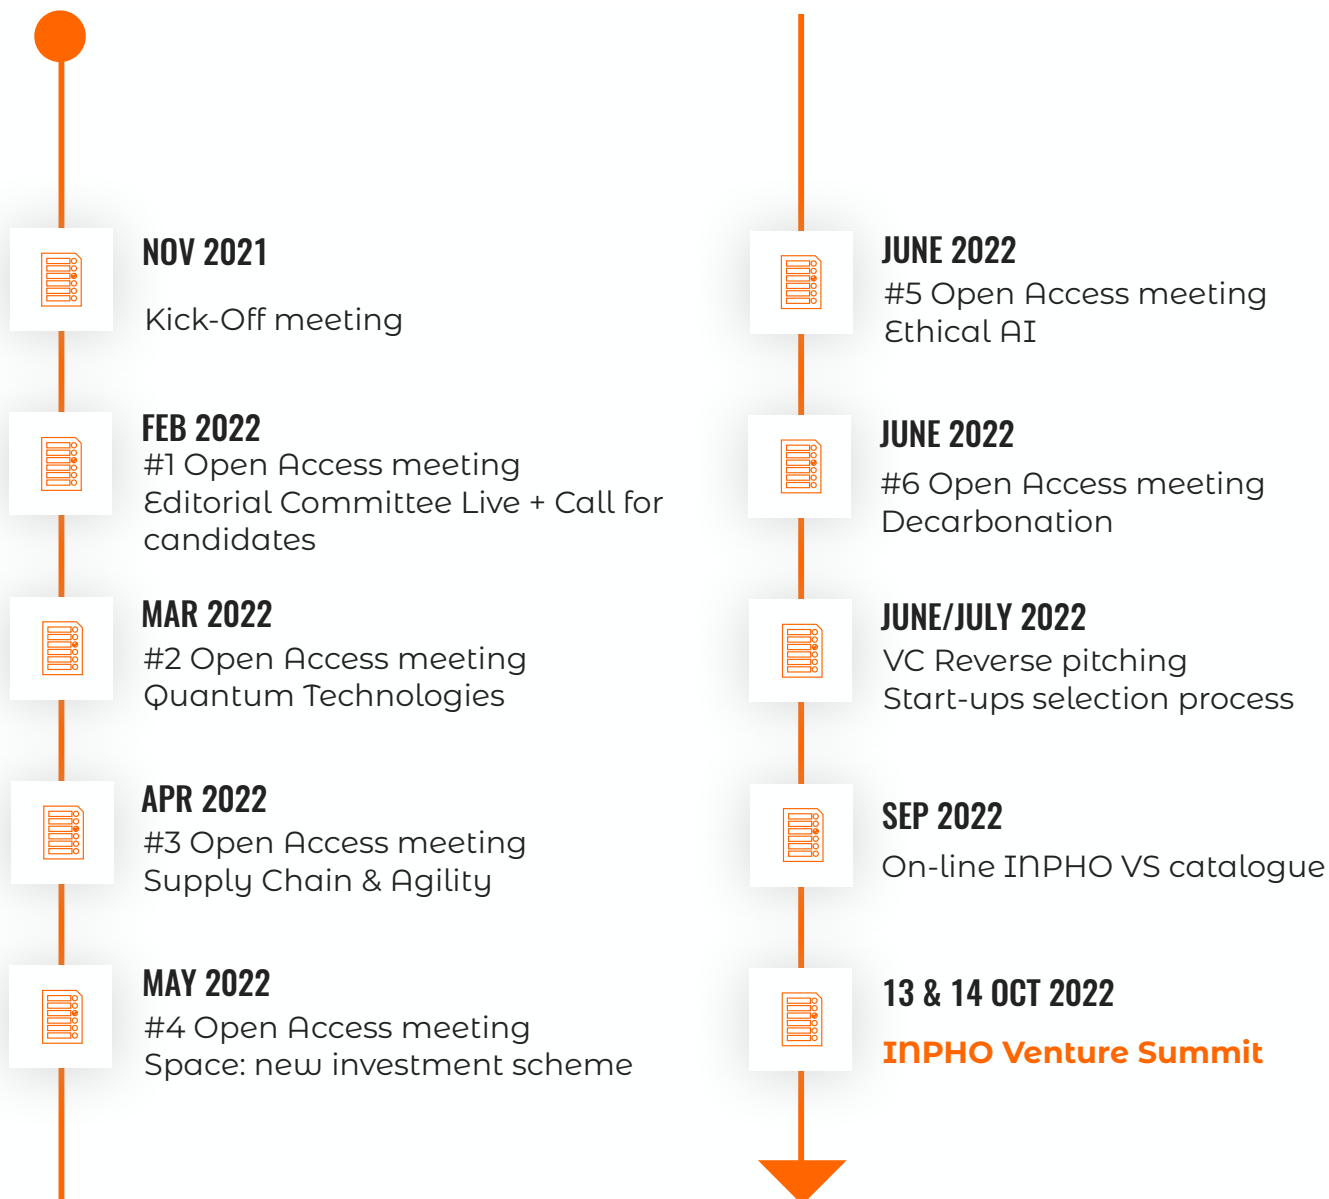 NOV 2021
Kick-Off meeting
FEB 2022
#1 Open Access meeting
Editorial Committee Live + Call for
candidates
MAR 2022
#2 Open Access meeting
Quantum Technologies
APR 2022
#3 Open Access meeting
Supply Chain & Agility
MAY 2022
#4 Open Access meeting
Space: new investment scheme
JUNE 2022
#5 Open Access meeting
Ethical AI
JUNE 2022
#6 Open Access meeting
Decarbonation
JUNE/JULY 2022
VC Reverse pitching
Start-ups selection process
SEP 2022
On-line INPHO VS catalogue
13 & 14 OCT 2022
INPHO Venture Summit